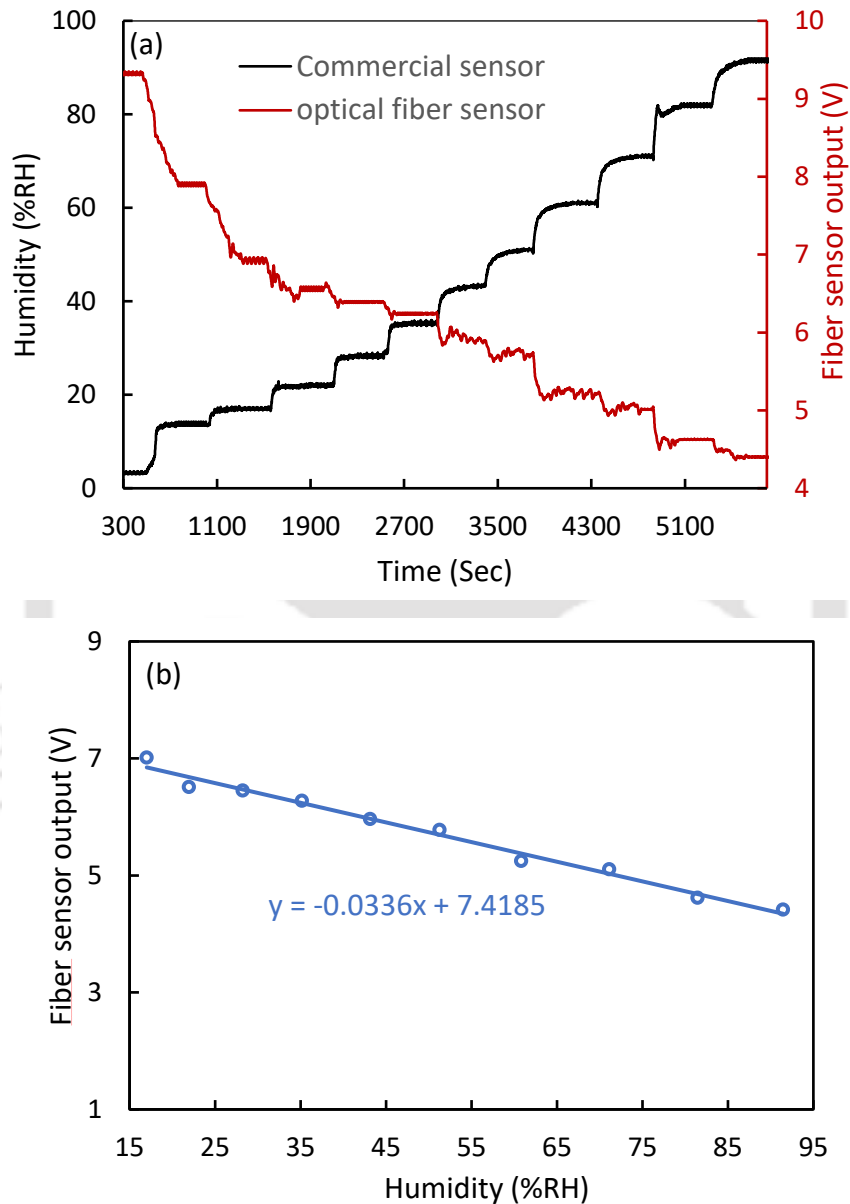 (a)
Commercial sensor
optical fiber sensor
Humidity (%RH)
100
80
60
40
20
0
Fiber sensor output (V)
10
9
8
7
6
5
4
300 1100 1900 2700 3500 4300 5100
Time (Sec)
(b)
Fiber sensor output (V)
9
7
5
3
1
y = -0.0336x + 7.4185
15 25 35 45 55 65 75 85 95
Humidity (%RH)